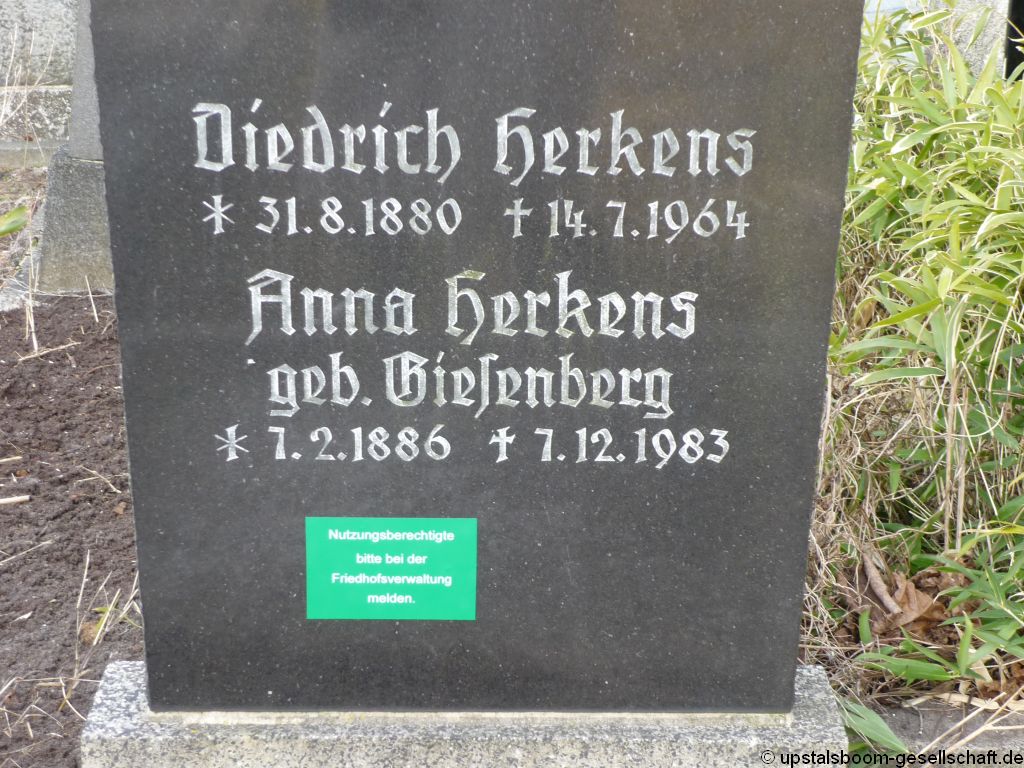 Diedrich Herkens
* 31.8.1880 † 14.7.1964
Anna Herkens
geb. Gieſenberg
* 7.2.1886 † 7.12.1983
Nutzungsberechtigte
bitte bei der
Friedhofsverwaltung
melden.
© upstalsboom-gesellschaft.de